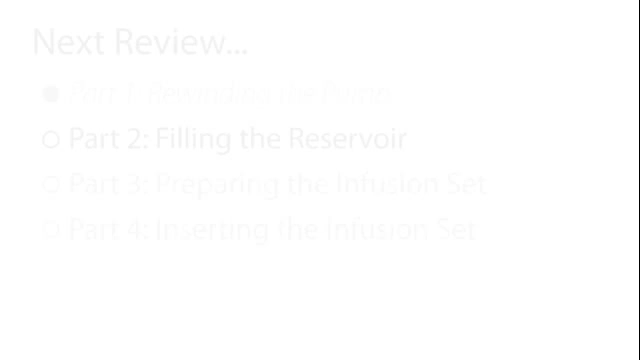 Next Review...
Part 1: Rewinding the Pump
Part 2: Filling the Reservoir
Part 3: Preparing the Infusion Set
Part 4: Inserting the Infusion Set